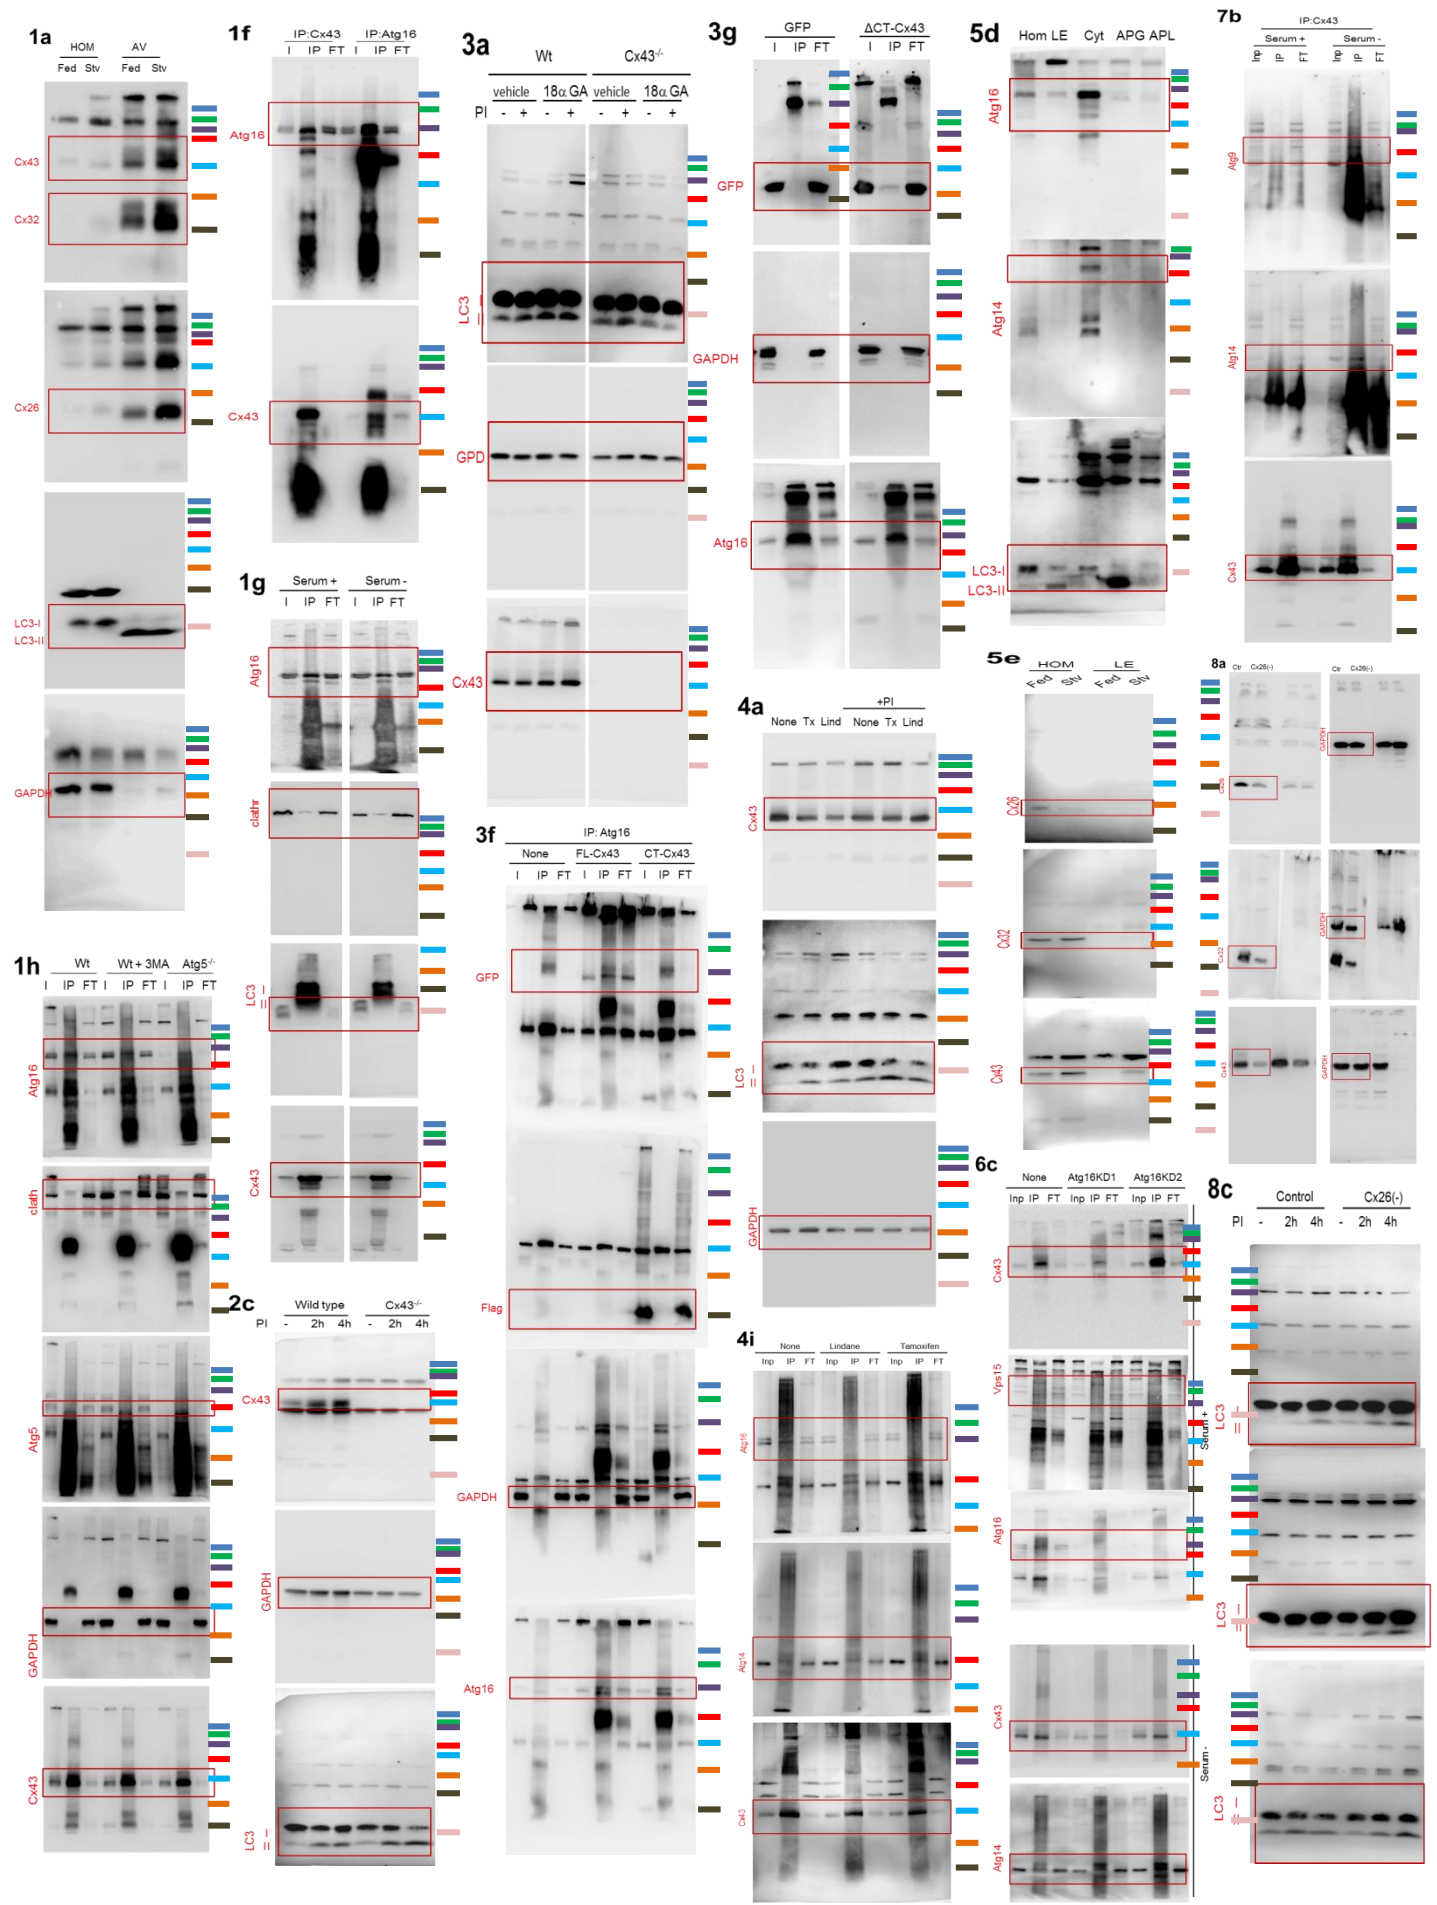 1a
HOM AV
Fed Stv Fed Stv
Cx43
Cx32
Cx26
LC3-I
LC3-II
GAPDH
1f
IP:Cx43 IP:Atg16
I IP FT I IP FT
Atg16
Cx43
1g
Serum + Serum -
I IP FT I IP FT
Atg16
clathr
LC3 I
II
Cx43
1h
Wt Wt + 3MA Atg5-/-
I IP FT I IP FT I IP FT
Atg16
clath
Atg5
GAPDH
Cx43
2c
Wild type Cx43-/-
PI - 2h 4h - 2h 4h
Cx43
GAPDH
LC3 I
II
3a
Wt Cx43-/-
vehicle 18α GA vehicle 18α GA
PI - + - + - + - +
LC3 I
II
GPD
Cx43
3f
IP: Atg16
None FL-Cx43 CT-Cx43
I IP FT I IP FT I IP FT
GFP
Flag
GAPDH
Atg16
3g
GFP ΔCT-Cx43
I IP FT I IP FT
GFP
GAPDH
Atg16
4a
+PI
None Tx Lind None Tx Lind
Cx43
LC3 I
II
GAPDH
4i
None Lindane Tamoxifen
Inp IP FT Inp IP FT Inp IP FT
Atg16
Atg14
Cx43
5d
Hom LE Cyt APG APL
Atg16
Atg14
LC3-I
LC3-II
5e
HOM LE
Fed Stv Fed Stv
Cx26
Cx32
Cx43
6c
None Atg16KD1 Atg16KD2
Inp IP FT Inp IP FT Inp IP FT
Cx43
Vps15
Serum +
Atg16
Cx43
Serum -
Atg14
7b
IP:Cx43
Serum + Serum -
Inp IP FT Inp IP FT
Atg9
Atg14
Cx43
8a
Ctr Cx26(-) Ctr Cx26(-)
Cx26
GAPDH
Cx32
GAPDH
Cx43
GAPDH
8c
Control Cx26(-)
PI - 2h 4h - 2h 4h
LC3 I
II
LC3 I
II
LC3 I
II